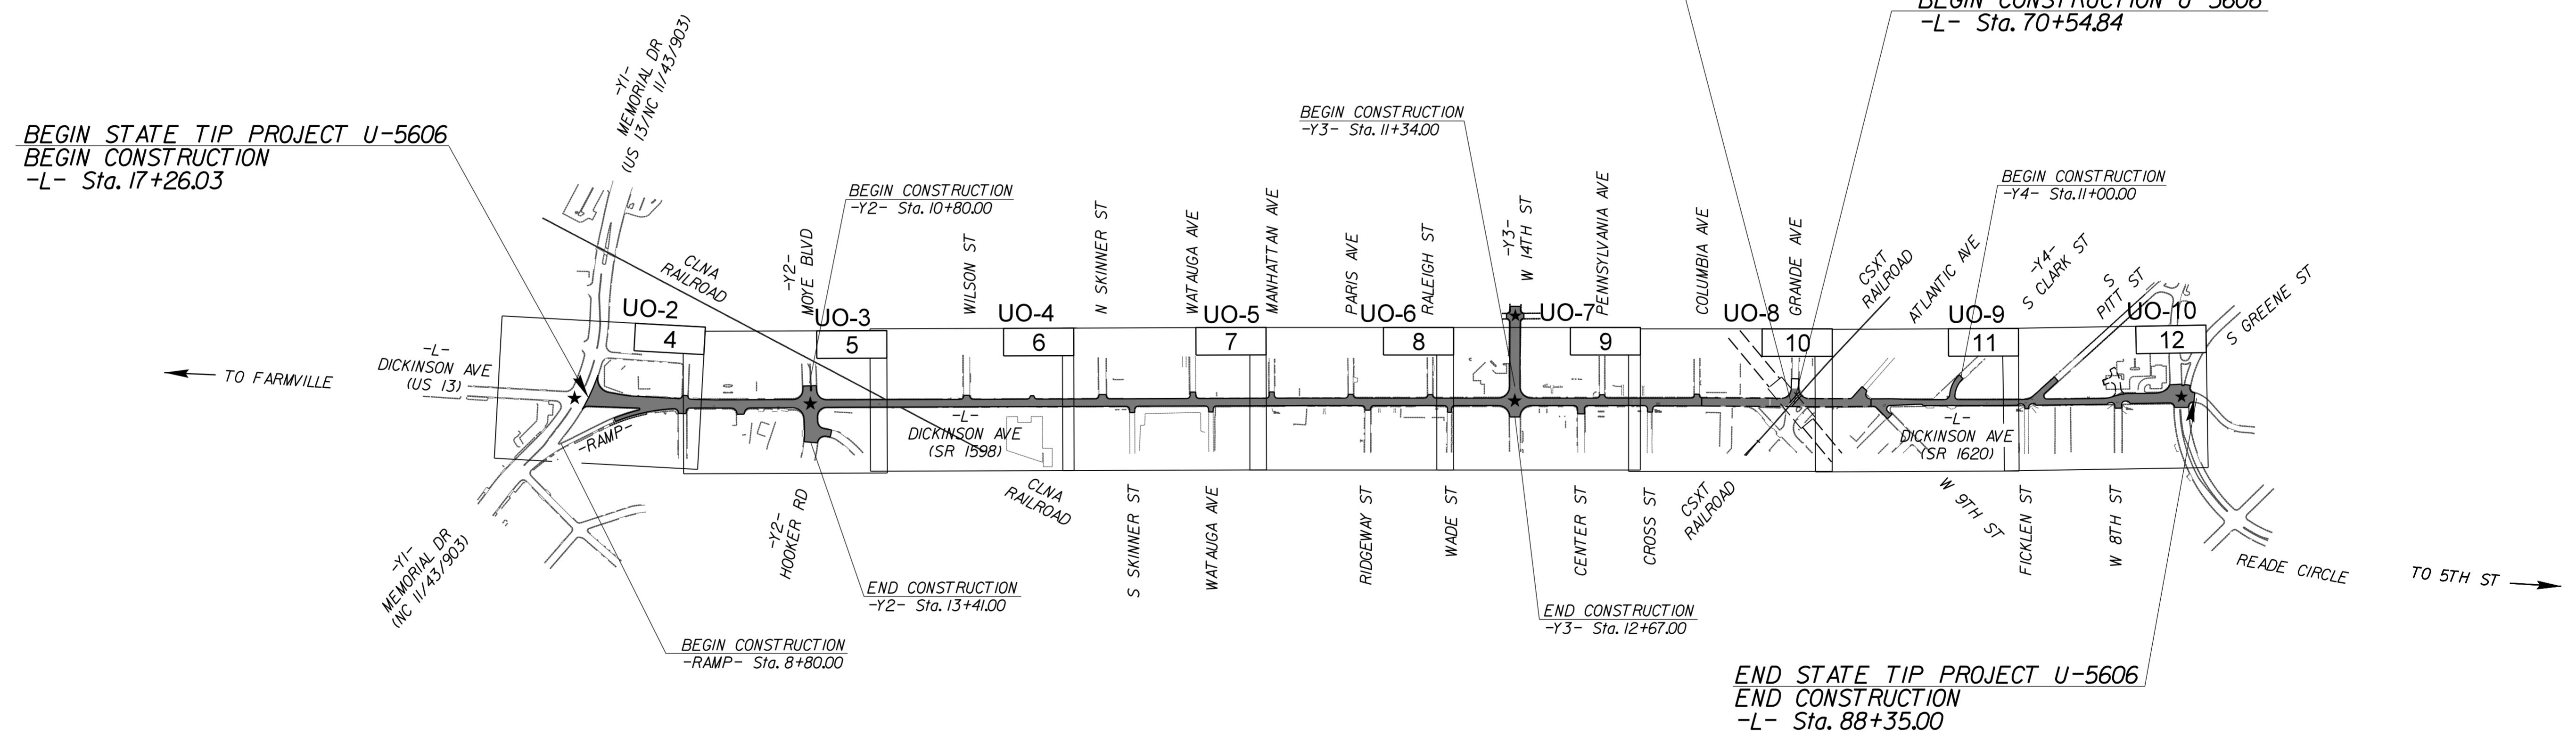 BEGIN CONSTRUCTION U-5606
-L- Sta. 70+54.84
BEGIN STATE TIP PROJECT U-5606
BEGIN CONSTRUCTION
-L- Sta. 17+26.03
-Y1-
MEMORIAL DR
(US 13/NC 11/43/903)
BEGIN CONSTRUCTION
-Y3- Sta. 11+34.00
BEGIN CONSTRUCTION
-Y2- Sta. 10+80.00
BEGIN CONSTRUCTION
-Y4- Sta. 11+00.00
CLNA
RAILROAD
-Y2-
MOYE BLVD
WILSON ST
N SKINNER ST
WATAUGA AVE
MANHATTAN AVE
PARIS AVE
RALEIGH ST
-Y3-
W 14TH ST
PENNSYLVANIA AVE
COLUMBIA AVE
GRANDE AVE
CSXT
RAILROAD
ATLANTIC AVE
-Y4-
S CLARK ST
S
PITT ST
S GREENE ST
UO-2
4
UO-3
5
UO-4
6
UO-5
7
UO-6
8
UO-7
9
UO-8
10
UO-9
11
UO-10
12
TO FARMVILLE
-L-
DICKINSON AVE
(US 13)
-RAMP-
-L-
DICKINSON AVE
(SR 1598)
-L-
DICKINSON AVE
(SR 1620)
-Y1-
MEMORIAL DR
(NC 11/43/903)
-Y2-
HOOKER RD
CLNA
RAILROAD
S SKINNER ST
WATAUGA AVE
RIDGEWAY ST
WADE ST
CENTER ST
CROSS ST
CSXT
RAILROAD
W 9TH ST
FICKLEN ST
W 8TH ST
READE CIRCLE
TO 5TH ST
END CONSTRUCTION
-Y2- Sta. 13+41.00
END CONSTRUCTION
-Y3- Sta. 12+67.00
BEGIN CONSTRUCTION
-RAMP- Sta. 8+80.00
END STATE TIP PROJECT U-5606
END CONSTRUCTION
-L- Sta. 88+35.00